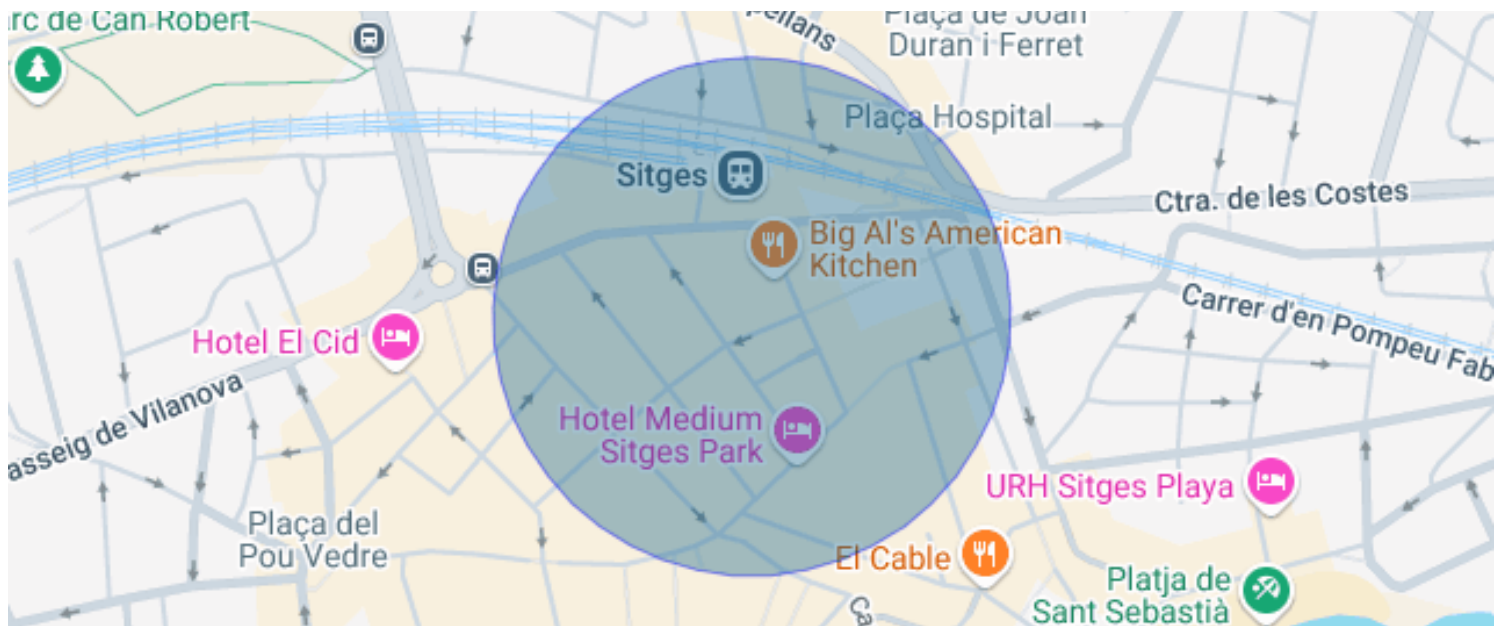 arc de Can Robert
Plaça de Joan
Duran i Ferret
Plaça Hospital
Sitges
Ctra. de les Costes
Big Al's American
Kitchen
Carrer d'en Pompeu Fab
Hotel El Cid
asseig de Vilanova
Hotel Medium
Sitges Park
URH Sitges Playa
Plaça del
Pou Vedre
El Cable
Platja de
Sant Sebastià
Ca